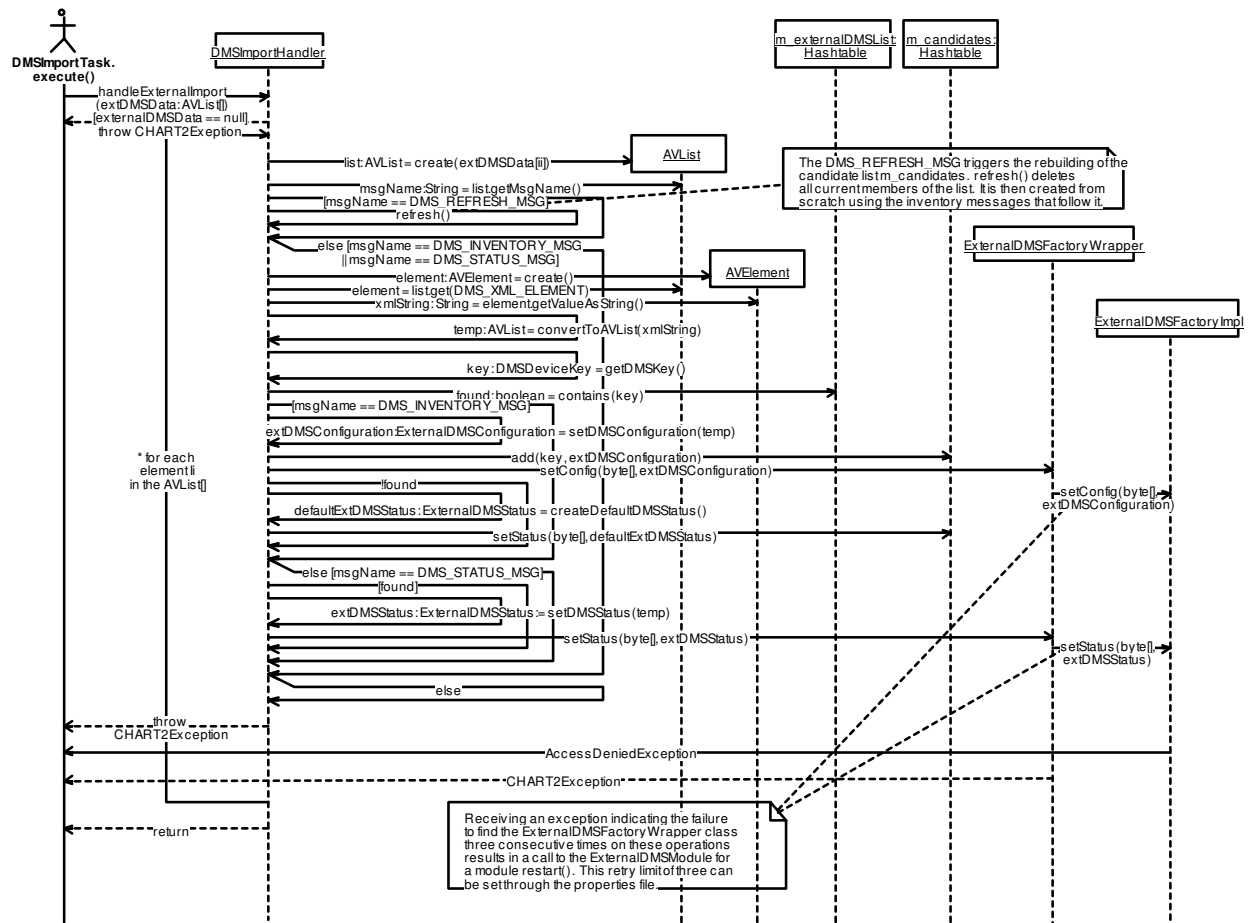 DMSImportTask.
execute()
DMSImportHandler
m_externalDMSList:
Hashtable
m_candidates:
Hashtable
handleExternalImport
(extDMSData:AVList[])
[externalDMSData == null]
throw CHART2Exeption
list:AVList = create(extDMSData[ii])
AVList
The DMS_REFRESH_MSG triggers the rebuilding of the
candidate list m_candidates. refresh() deletes
all current members of the list. It is then created from
scratch using the inventory messages that follow it.
msgName:String = list.getMsgName()
[msgName == DMS_REFRESH_MSG]
refresh()
else [msgName == DMS_INVENTORY_MSG
||msgName == DMS_STATUS_MSG]
ExternalDMSFactoryWrapper
AVElement
element:AVElement = create()
element = list.get(DMS_XML_ELEMENT)
xmlString:String = element.getValueAsString()
ExternalDMSFactoryImpl
temp:AVList = convertToAVList(xmlString)
key:DMSDeviceKey = getDMSKey()
found:boolean = contains(key)
[msgName == DMS_INVENTORY_MSG]
extDMSConfiguration:ExternalDMSConfiguration = setDMSConfiguration(temp)
* for each
element ii
in the AVList[]
add(key, extDMSConfiguration)
setConfig(byte[], extDMSConfiguration)
!found
setConfig(byte[],
extDMSConfiguration)
defaultExtDMSStatus:ExternalDMSStatus = createDefaultDMSStatus()
setStatus(byte[],defaultExtDMSStatus)
else [msgName == DMS_STATUS_MSG]
[found]
extDMSStatus:ExternalDMSStatus:= setDMSStatus(temp)
setStatus(byte[], extDMSStatus)
setStatus(byte[],
extDMSStatus)
else
throw
CHART2Exception
AccessDeniedException
CHART2Exception
return
Receiving an exception indicating the failure
to find the ExternalDMSFactoryWrapper class
three consecutive times on these operations
results in a call to the ExternalDMSModule for
a module restart(). This retry limit of three can
be set through the properties file.